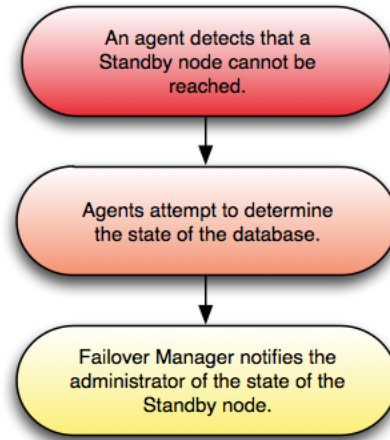 An agent detects that a
Standby node cannot be
reached.
Agents attempt to determine
the state of the database.
Failover Manager notifies the
administrator of the state of the
Standby node.